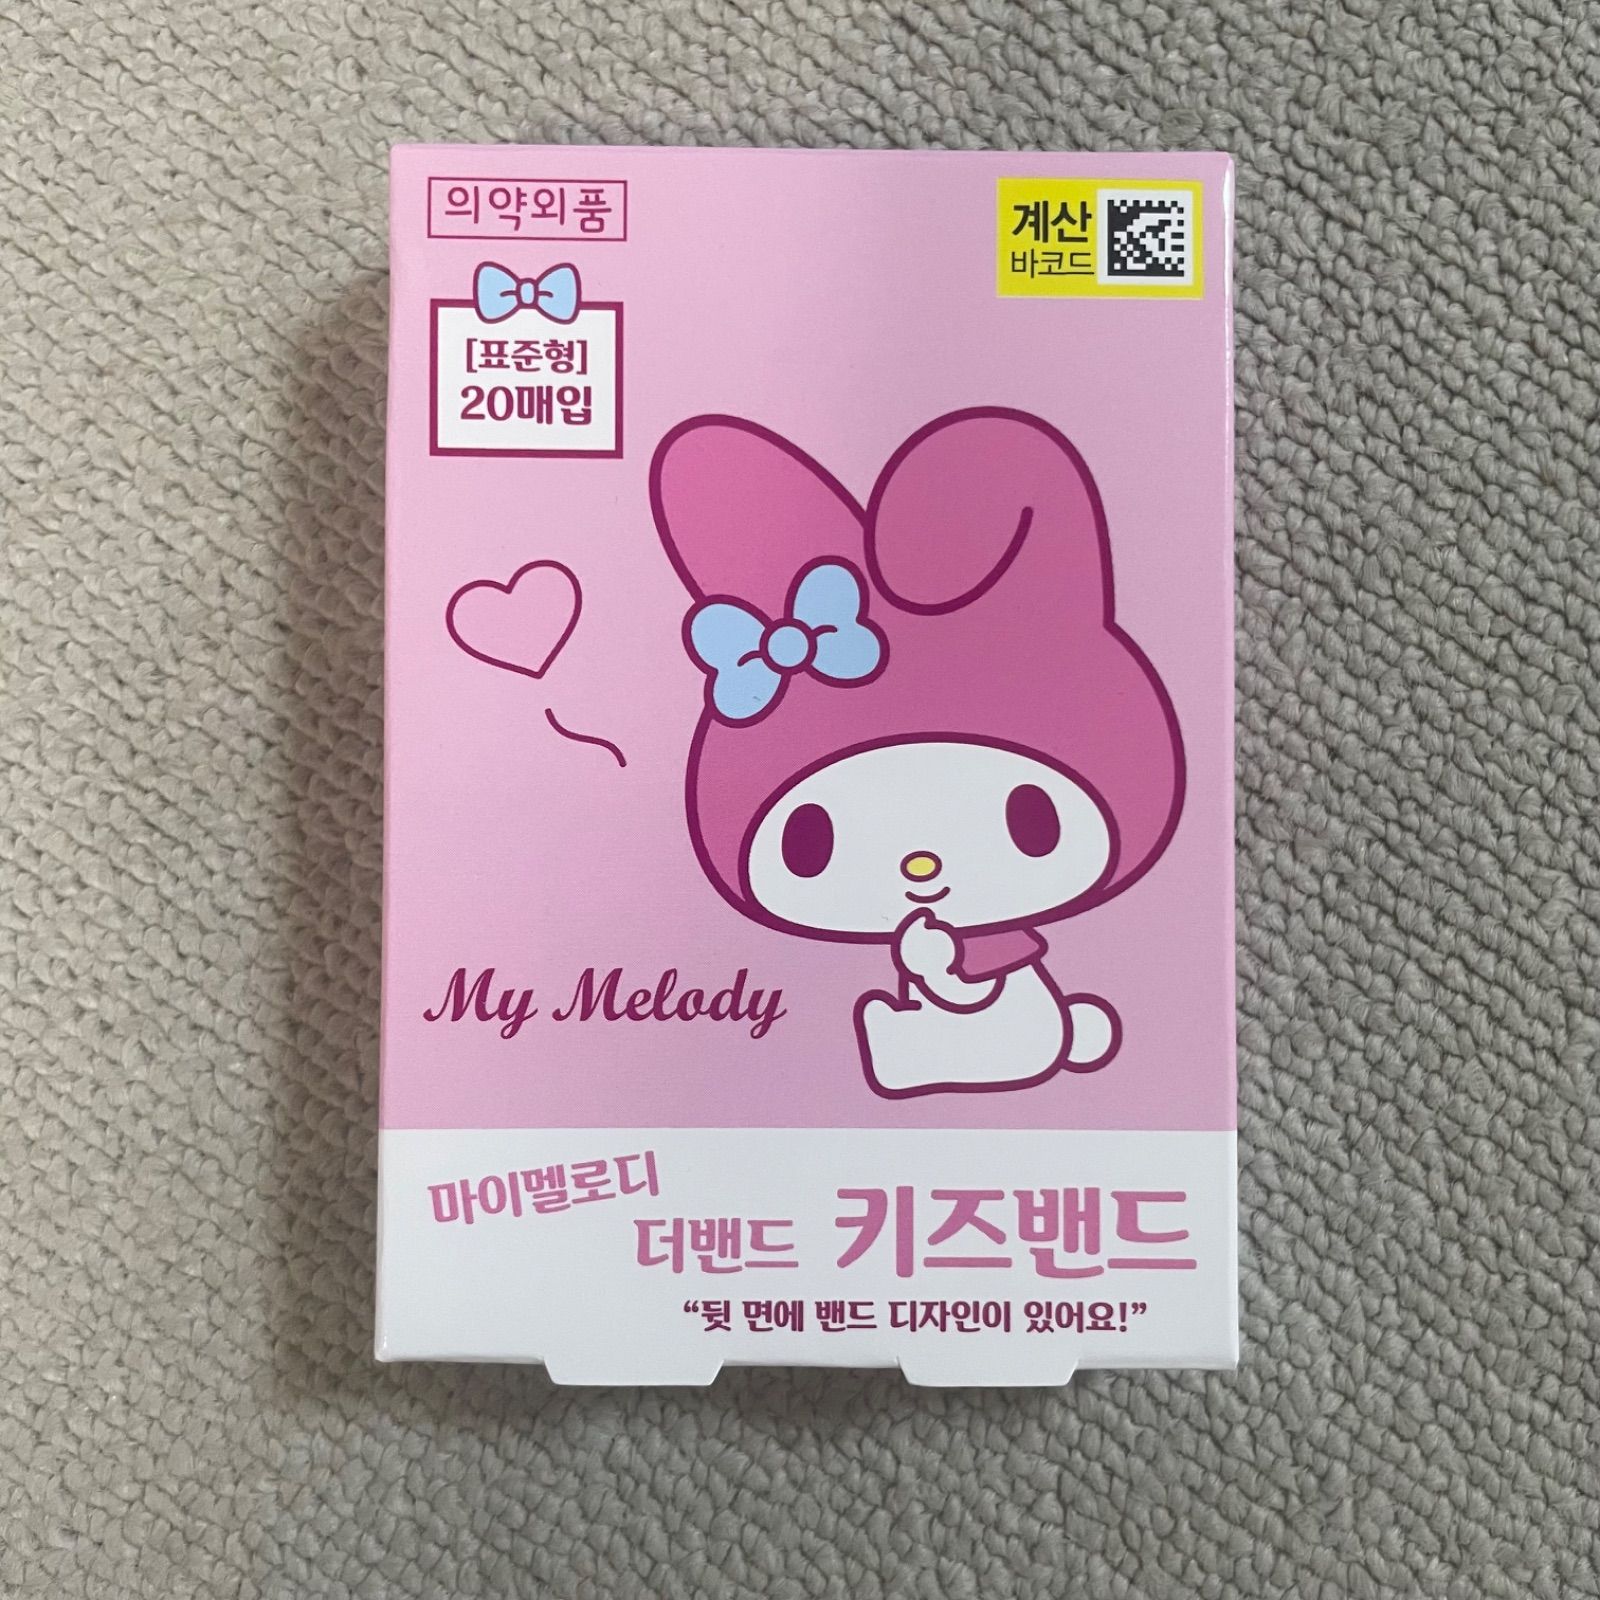 의약외품
계산
바코드
[표준형]
20매입
My Melody
마이멜로디
더밴드 키즈밴드
“뒷 면에 밴드 디자인이 있어요!”